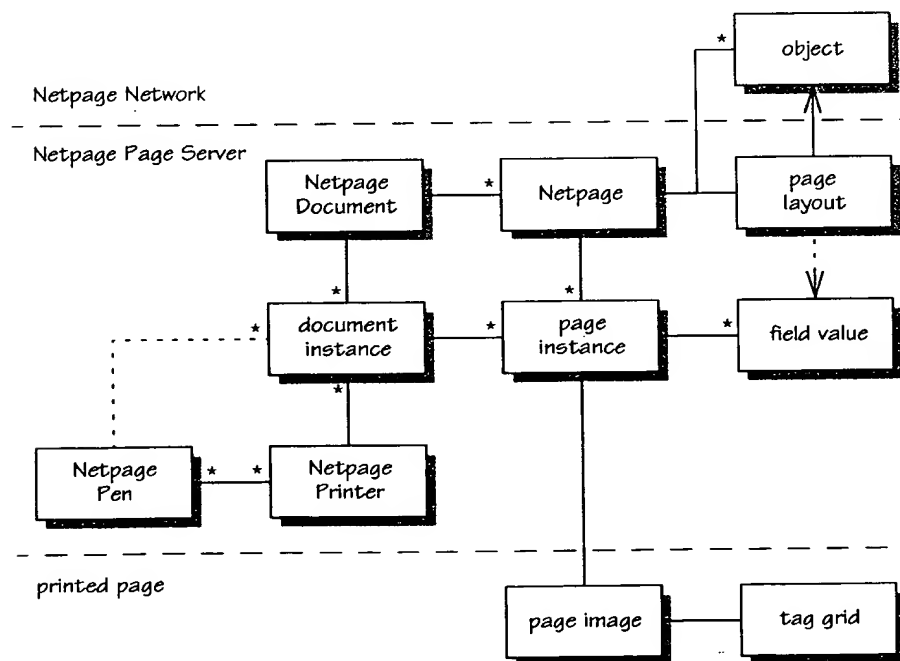 *
object
Netpage Network
Netpage Page Server
Netpage
Document
*
Netpage
page
layout
*
*
*
document
instance
*
page
instance
*
field value
*
Netpage
Pen
*
*
Netpage
Printer
printed page
page image
tag grid